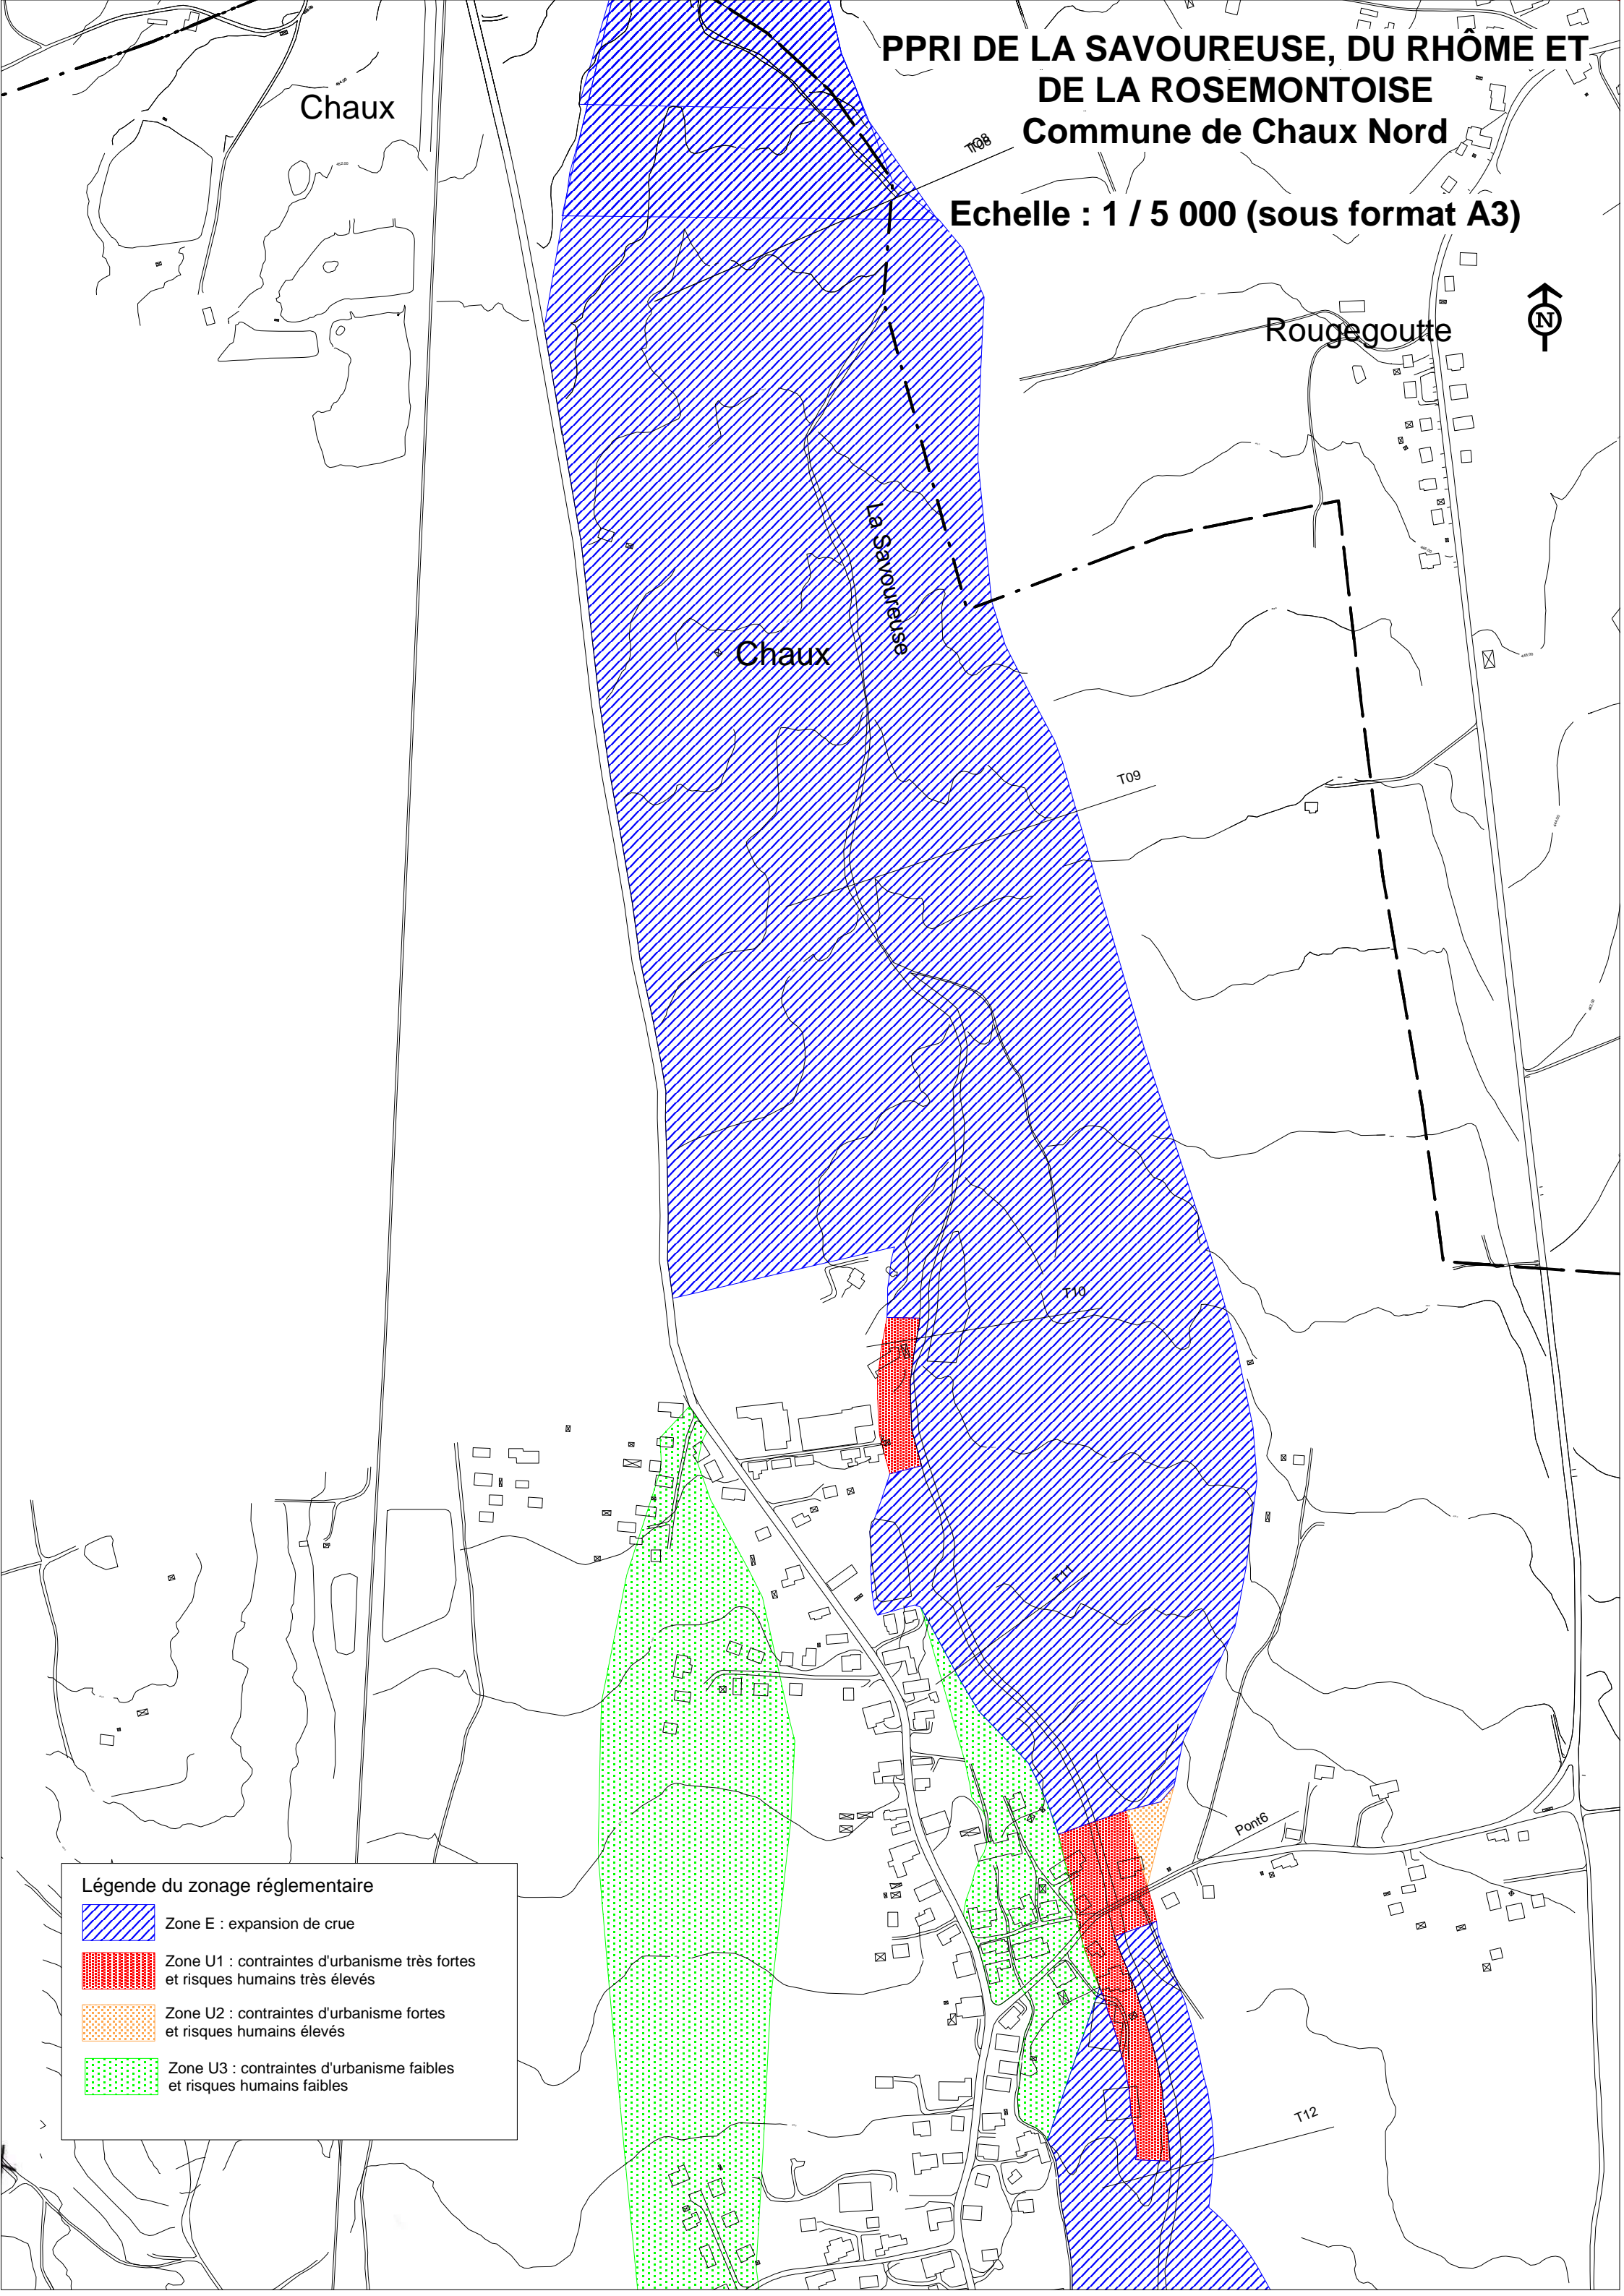 PPRI DE LA SAVOUREUSE, DU RHÔME ET
DE LA ROSEMONTOISE
Commune de Chaux Nord
Echelle : 1 / 5 000 (sous format A3)
Chaux
T08
N
Rougegoutte
La Savoureuse
Chaux
T09
T10
T11
Pont6
T12
Légende du zonage réglementaire
Zone E : expansion de crue
Zone U1 : contraintes d'urbanisme très fortes
et risques humains très élevés
Zone U2 : contraintes d'urbanisme fortes
et risques humains élevés
Zone U3 : contraintes d'urbanisme faibles
et risques humains faibles